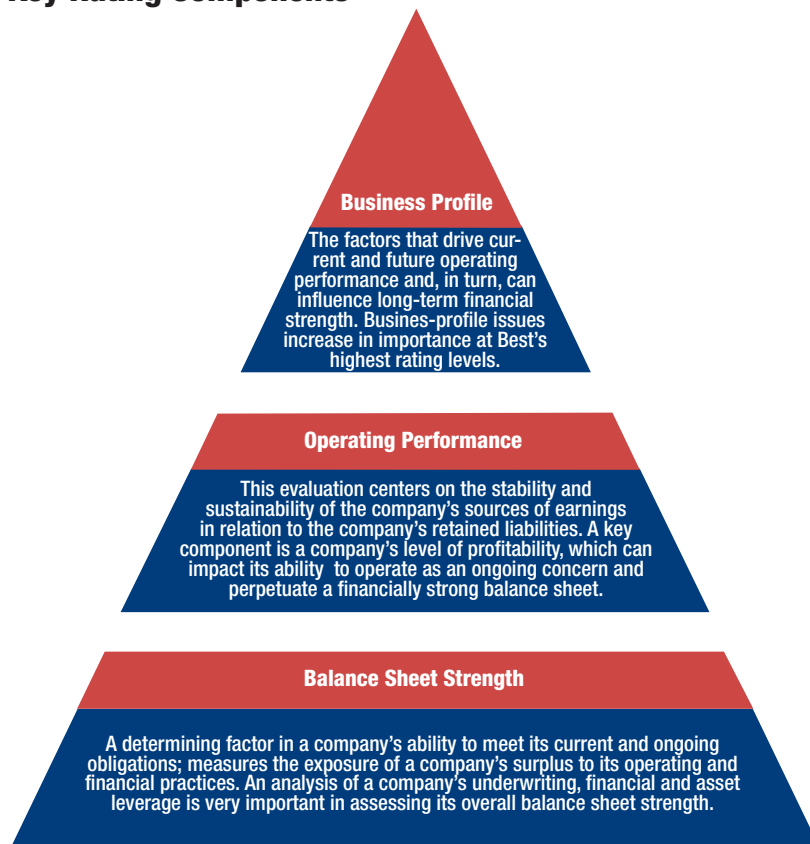 Key Rating Components
Business Profile
The factors that drive cur-
rent and future operating
performance and, in turn, can
influence long-term financial
strength. Busines-profile issues
increase in importance at Best’s
highest rating levels.
Operating Performance
This evaluation centers on the stability and
sustainability of the company’s sources of earnings
in relation to the company’s retained liabilities. A key
component is a company’s level of profitability, which can
impact its ability to operate as an ongoing concern and
perpetuate a financially strong balance sheet.
Balance Sheet Strength
A determining factor in a company’s ability to meet its current and ongoing
obligations; measures the exposure of a company’s surplus to its operating and
financial practices. An analysis of a company’s underwriting, financial and asset
leverage is very important in assessing its overall balance sheet strength.